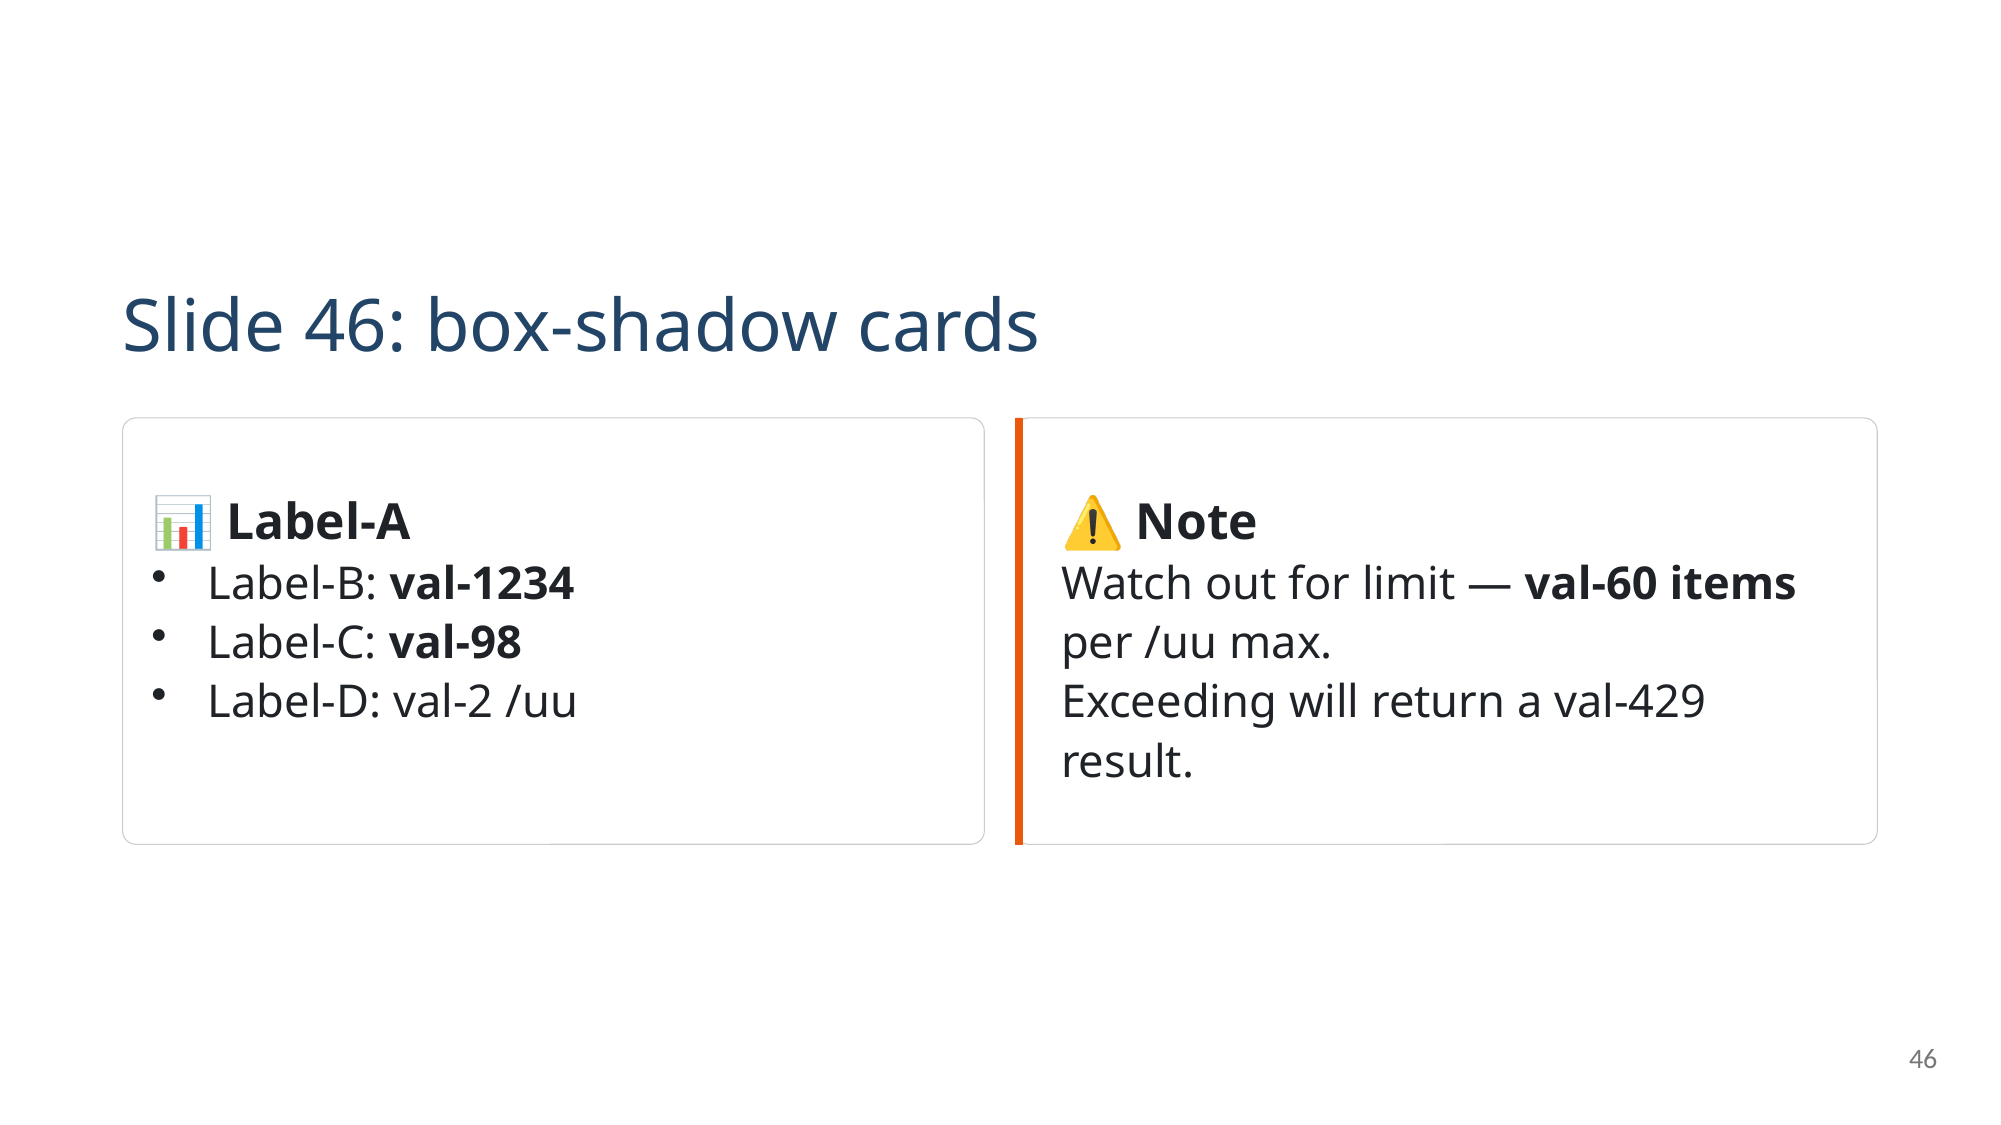 Slide 46: box-shadow cards
📊 Label-A
• Label-B: val-1234
• Label-C: val-98
• Label-D: val-2 /uu
⚠️ Note
Watch out for limit — val-60 items
per /uu max.
Exceeding will return a val-429
result.
46